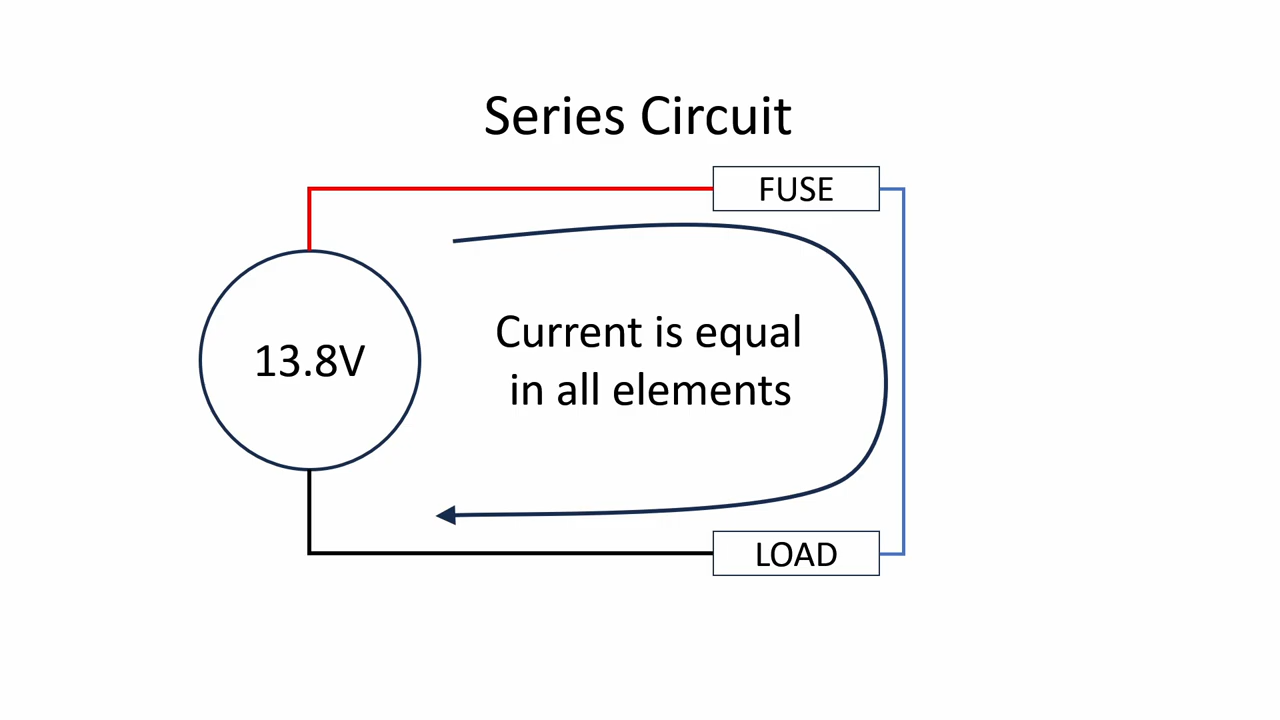 Series Circuit
FUSE
13.8V
Current is equal
in all elements
LOAD